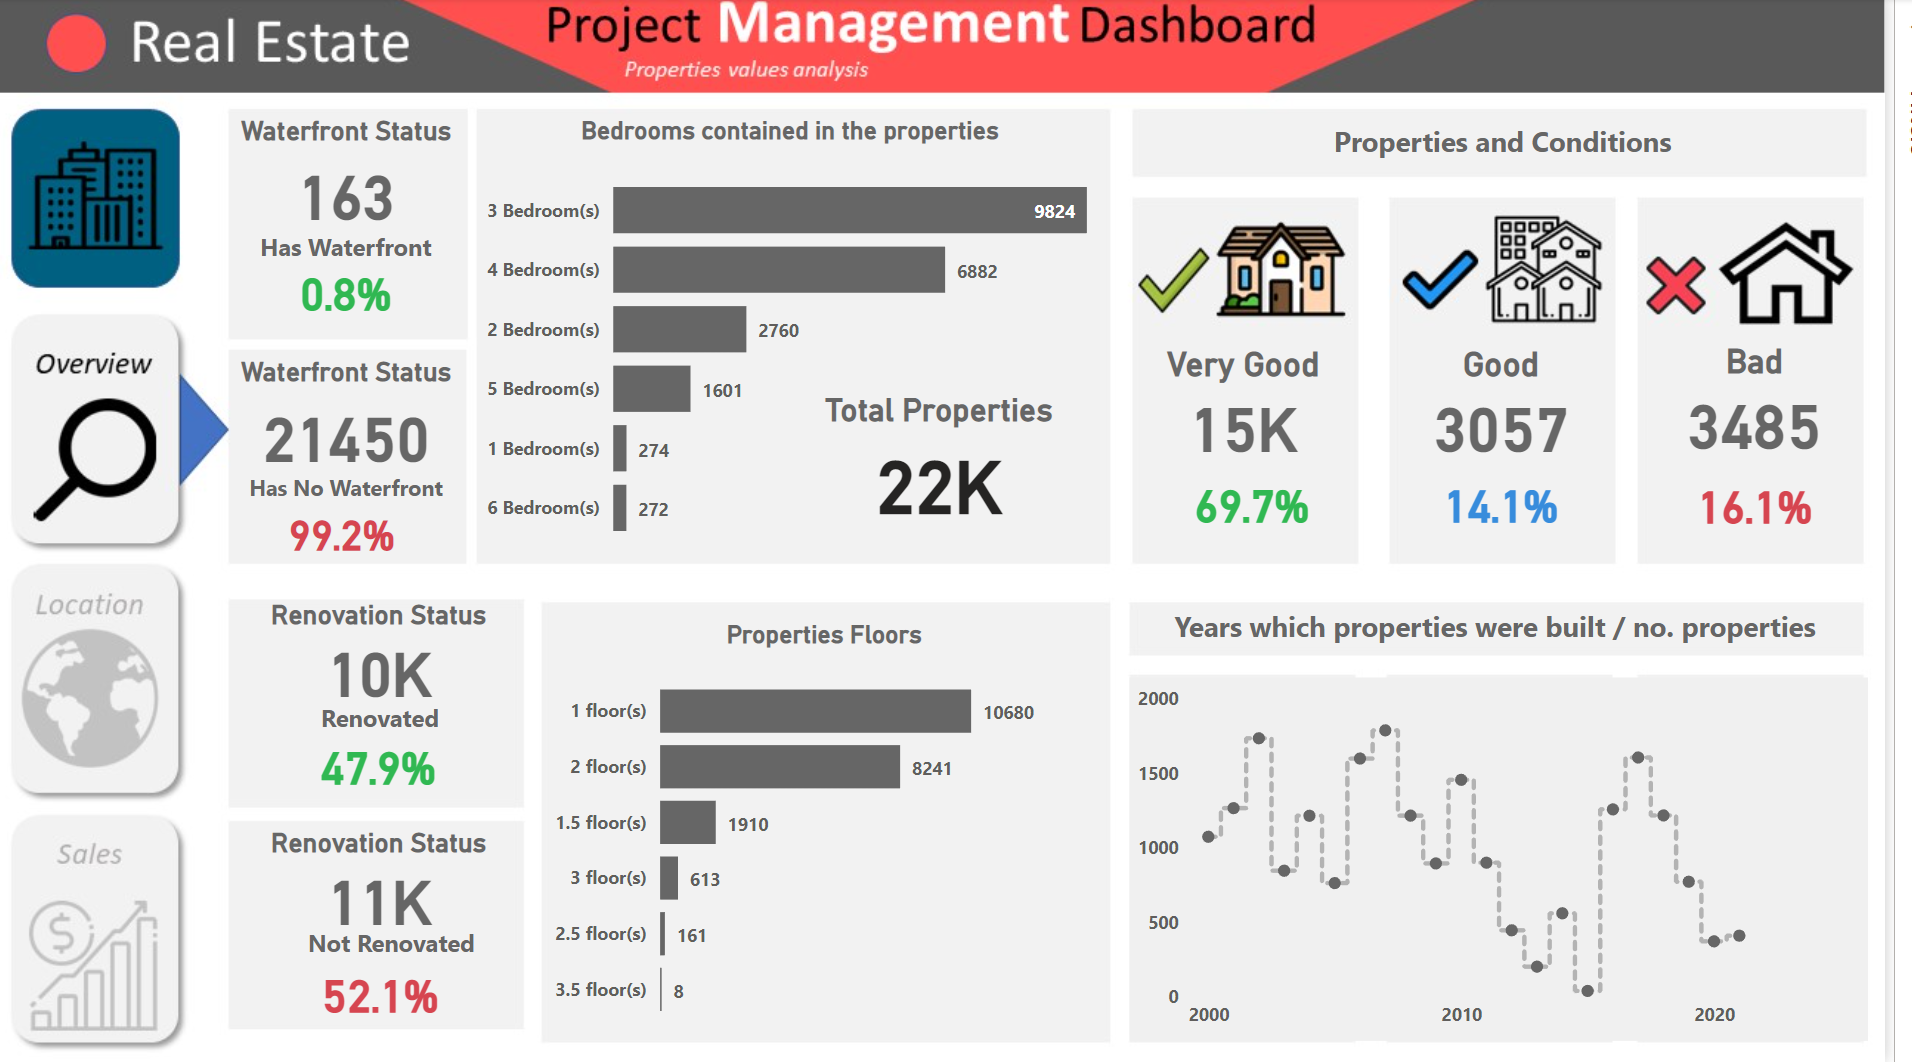 Real Estate
Project Management Dashboard
Properties values analysis
Overview
Location
Sales
$
Waterfront Status
163
Has Waterfront
0.8%
Waterfront Status
21450
Has No Waterfront
99.2%
Bedrooms contained in the properties
3 Bedroom(s) 9824
4 Bedroom(s) 6882
2 Bedroom(s) 2760
5 Bedroom(s) 1601
1 Bedroom(s) 274
6 Bedroom(s) 272
Total Properties
22K
Properties and Conditions
Very Good
15K
69.7%
Good
3057
14.1%
Bad
3485
16.1%
Renovation Status
10K
Renovated
47.9%
Renovation Status
11K
Not Renovated
52.1%
Properties Floors
1 floor(s) 10680
2 floor(s) 8241
1.5 floor(s) 1910
3 floor(s) 613
2.5 floor(s) 161
3.5 floor(s) 8
Years which properties were built / no. properties
2000
1500
1000
500
0
2000 2010 2020